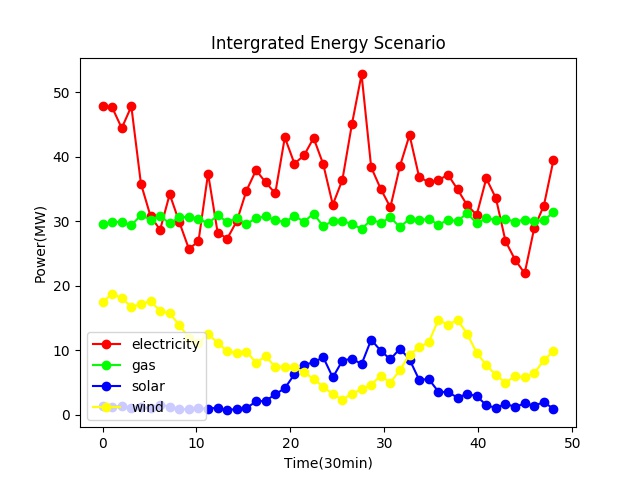 Intergrated Energy Scenario
Power(MW)
50
40
30
20
10
0
electricity
gas
solar
wind
0 10 20 30 40 50
Time(30min)